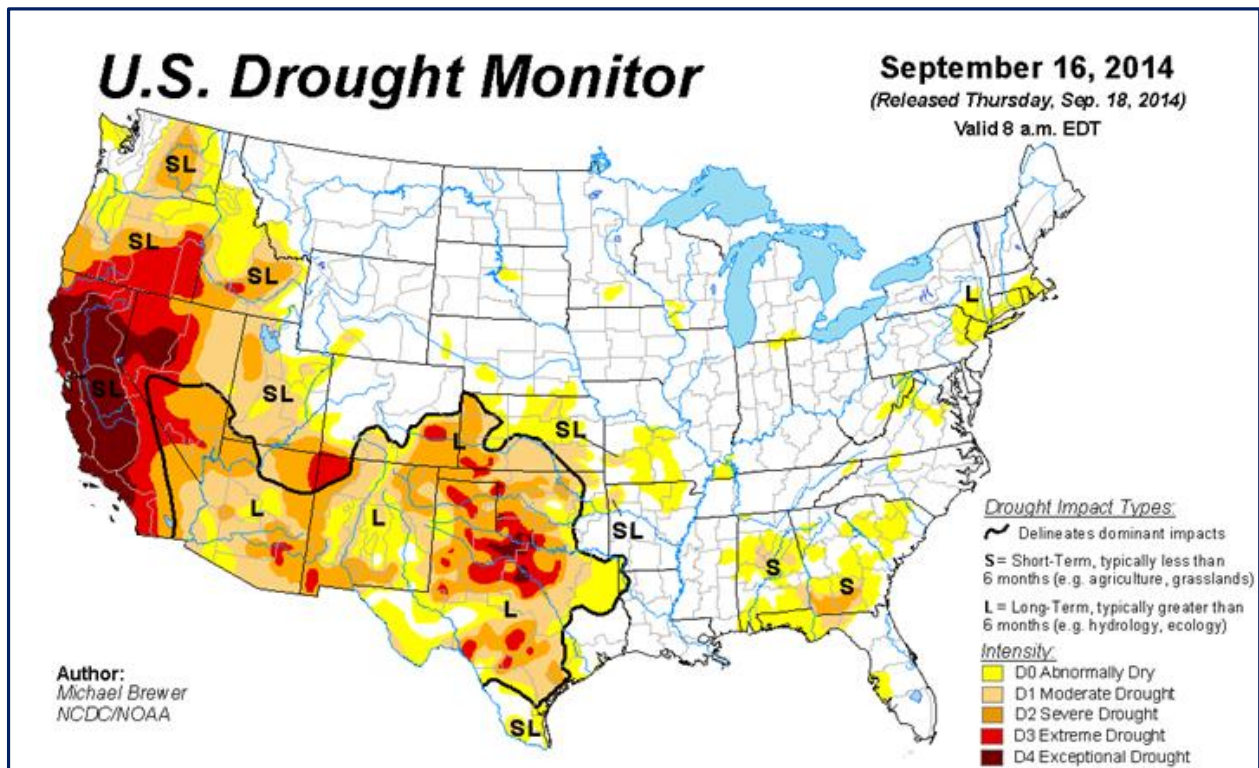 U.S. Drought Monitor
September 16, 2014
(Released Thursday, Sep. 18, 2014)
Valid 8 a.m. EDT
SL
SL
SL
SL
SL
L
SL
L
L
L
SL
L
SL
S
S
L
Drought Impact Types:
Delineates dominant impacts
S = Short-Term, typically less than
6 months (e.g. agriculture, grasslands)
L = Long-Term, typically greater than
6 months (e.g. hydrology, ecology)
Intensity:
D0 Abnormally Dry
D1 Moderate Drought
D2 Severe Drought
D3 Extreme Drought
D4 Exceptional Drought
Author:
Michael Brewer
NCDC/NOAA